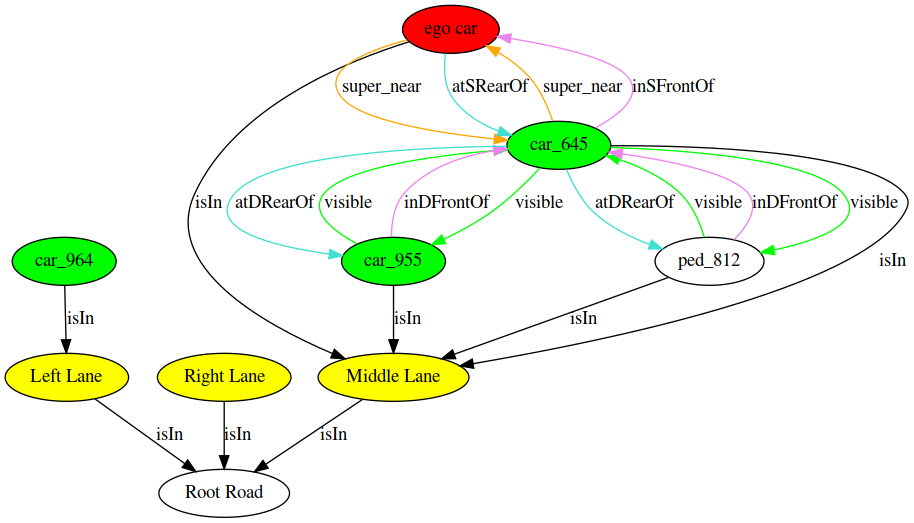 ego car
super_near
atSRearOf
super_near
inSFrontOf
car_645
isIn
atDRearOf
visible
inDFrontOf
visible
atDRearOf
visible
inDFrontOf
visible
car_964
car_955
ped_812
isIn
isIn
isIn
isIn
Left Lane
Right Lane
Middle Lane
isIn
isIn
isIn
Root Road